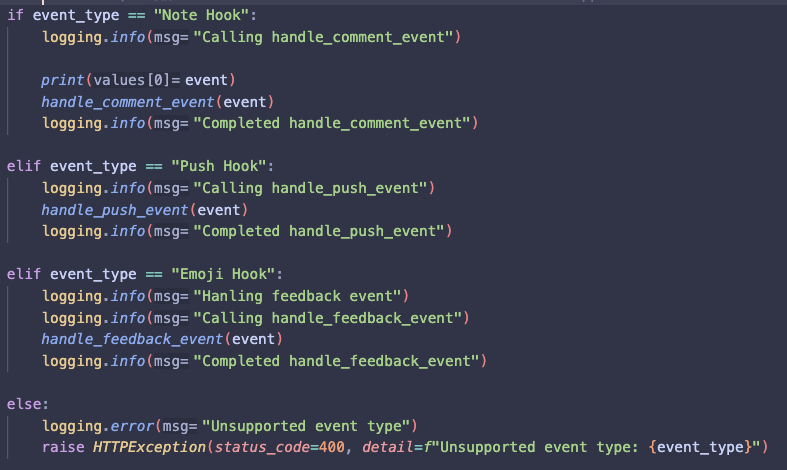 if event_type == "Note Hook":
    logging.info(msg= "Calling handle_comment_event")
    print(values[0]= event)
    handle_comment_event(event)
    logging.info(msg= "Completed handle_comment_event")
elif event_type == "Push Hook":
    logging.info(msg= "Calling handle_push_event")
    handle_push_event(event)
    logging.info(msg= "Completed handle_push_event")
elif event_type == "Emoji Hook":
    logging.info(msg= "Hanling feedback event")
    logging.info(msg= "Calling handle_feedback_event")
    handle_feedback_event(event)
    logging.info(msg= "Completed handle_feedback_event")
else:
    logging.error(msg= "Unsupported event type")
    raise HTTPException(status_code=400, detail=f"Unsupported event type: {event_type}")